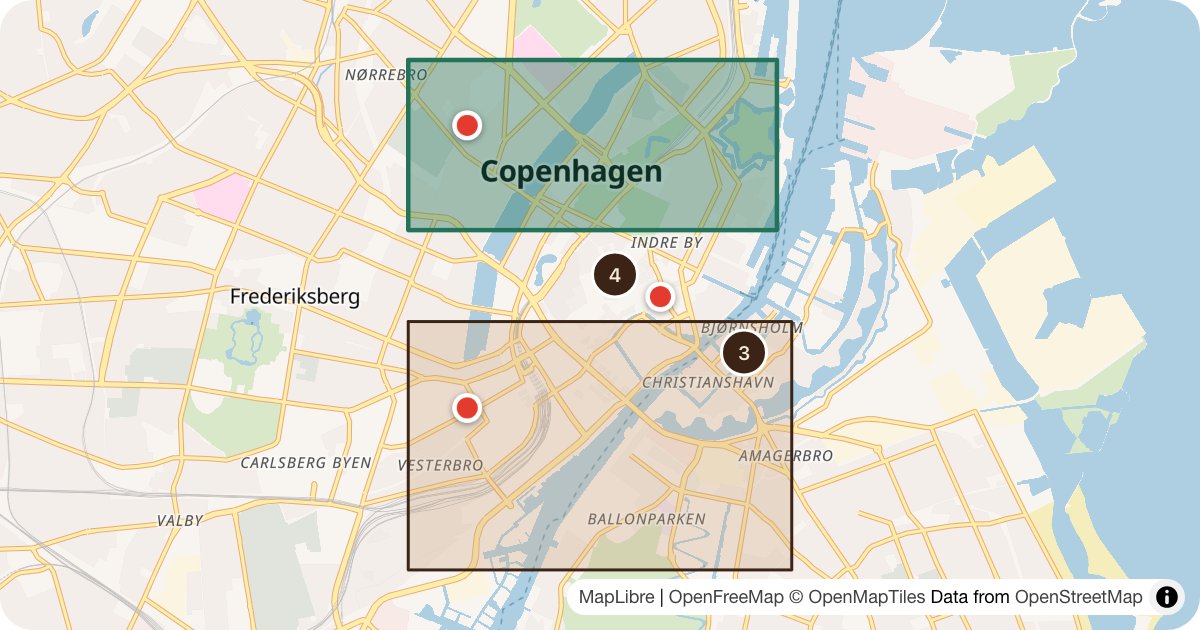 NØRREBRO
Copenhagen
INDRE BY
4
Frederiksberg
BJØRNSHOLM
3
CHRISTIANSHAVN
AMAGERBRO
CARLSBERG BYEN
VESTERBRO
VALBY
BALLONPARKEN
MapLibre | OpenFreeMap © OpenMapTiles Data from OpenStreetMap